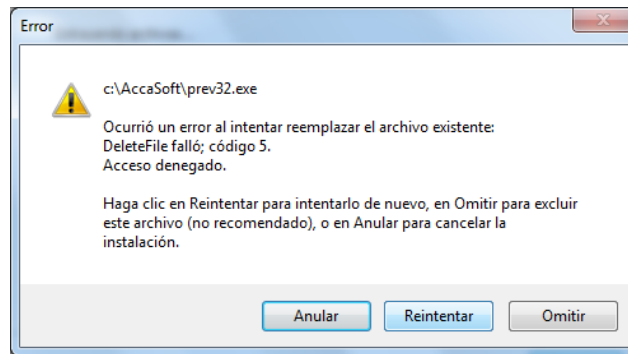 Error
c:\AccaSoft\prev32.exe
Ocurrió un error al intentar reemplazar el archivo existente:
DeleteFile falló; código 5.
Acceso denegado.
Haga clic en Reintentar para intentarlo de nuevo, en Omitir para excluir
este archivo (no recomendado), o en Anular para cancelar la
instalación.
Anular
Reintentar
Omitir